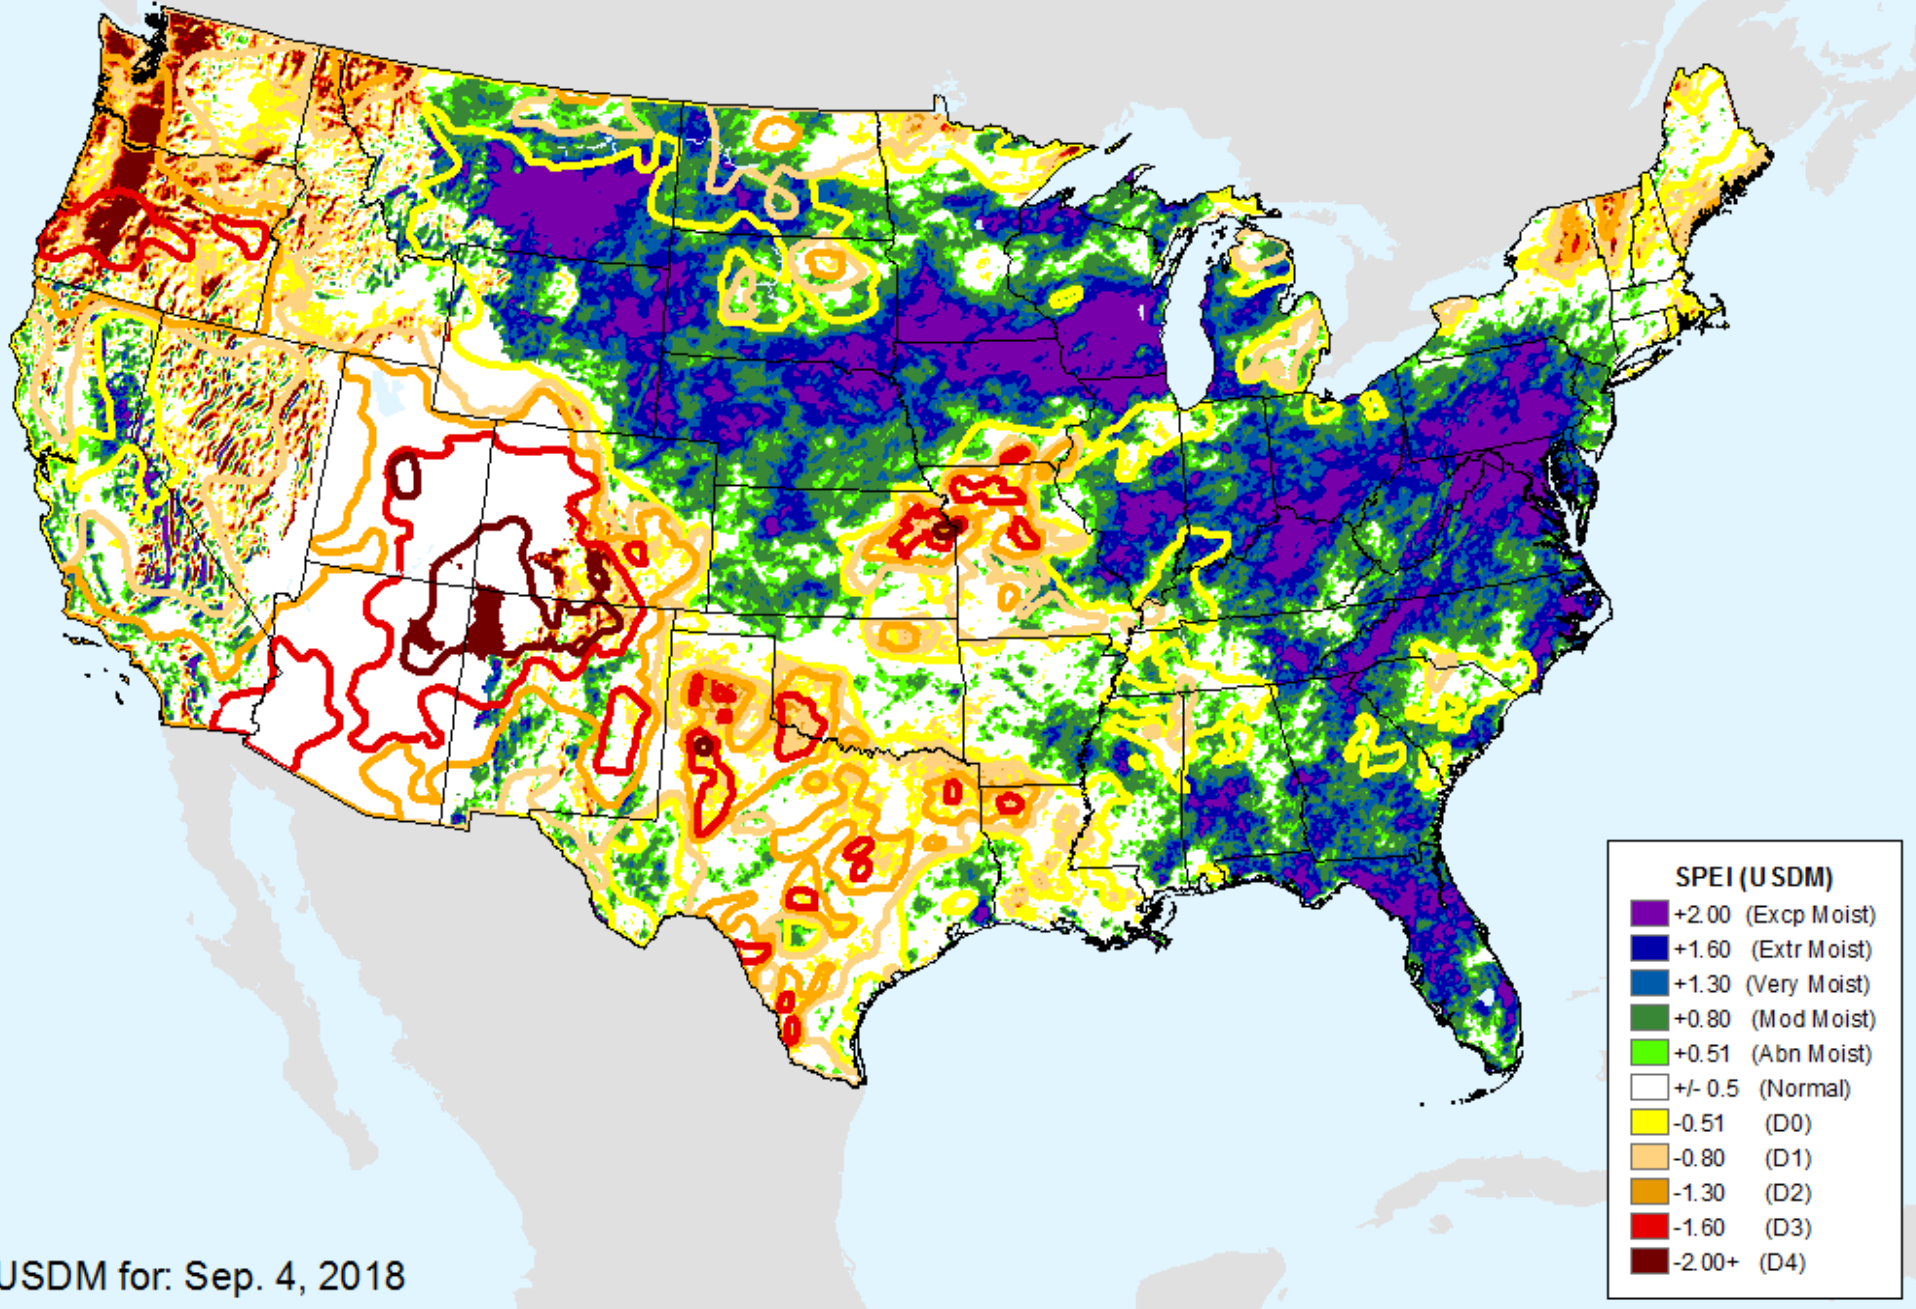 SPEI (USDM)
+2.00 (Excp Moist)
+1.60 (Extr Moist)
+1.30 (Very Moist)
+0.80 (Mod Moist)
+0.51 (Abn Moist)
+/- 0.5 (Normal)
-0.51 (D0)
-0.80 (D1)
-1.30 (D2)
-1.60 (D3)
-2.00+ (D4)
USDM for: Sep. 4, 2018